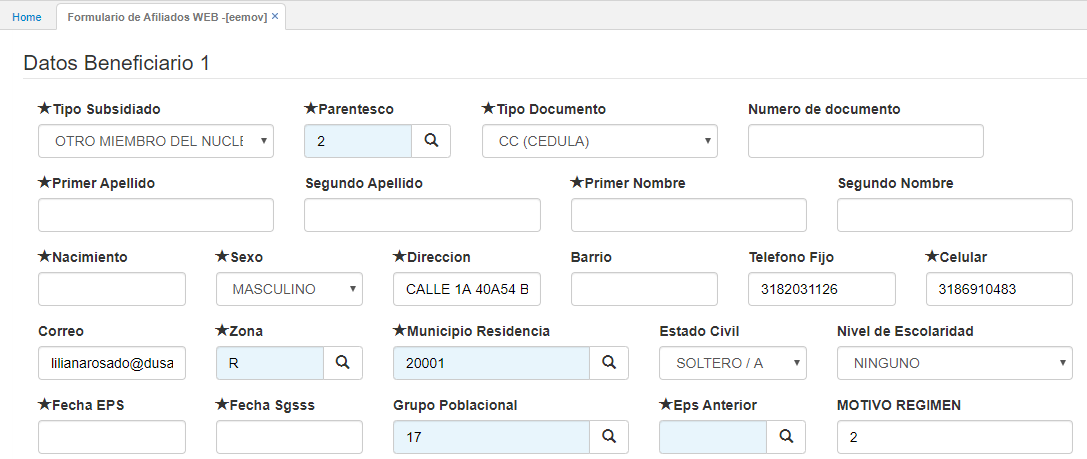 Home Formulario de Afiliados WEB -[eemov] ×
Datos Beneficiario 1
★Tipo Subsidiado ★Parentesco ★Tipo Documento Numero de documento
OTRO MIEMBRO DEL NUCLE 2 CC (CEDULA)
★Primer Apellido Segundo Apellido ★Primer Nombre Segundo Nombre
★Nacimiento ★Sexo ★Direccion Barrio Telefono Fijo ★Celular
MASCULINO CALLE 1A 40A54 B 3182031126 3186910483
Correo ★Zona ★Municipio Residencia Estado Civil Nivel de Escolaridad
lilianarosado@dusa R 20001 SOLTERO / A NINGUNO
★Fecha EPS ★Fecha Sgsss Grupo Poblacional ★Eps Anterior MOTIVO REGIMEN
17 2